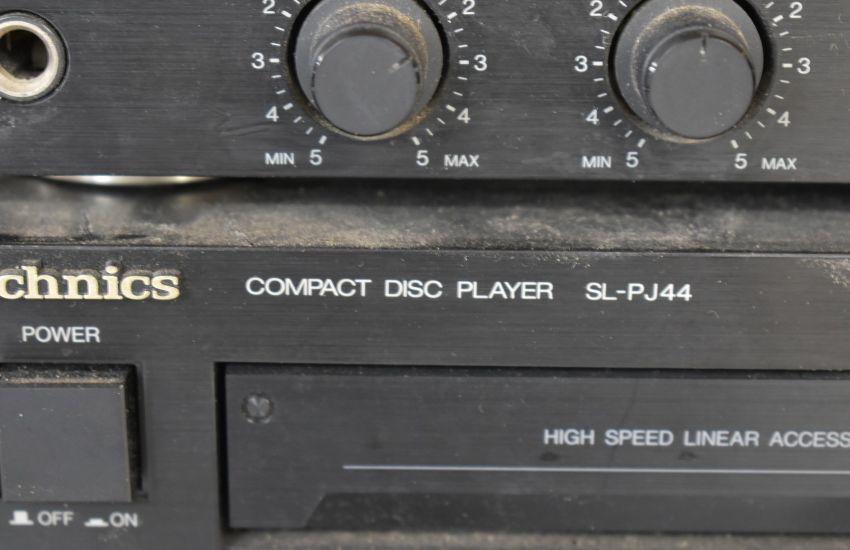 2 2 2 2
3 3 3 3
4 4 4 4
MIN 5 5 MAX MIN 5 5 MAX
chnics COMPACT DISC PLAYER SL-PJ44
POWER
HIGH SPEED LINEAR ACCESS
OFF ON